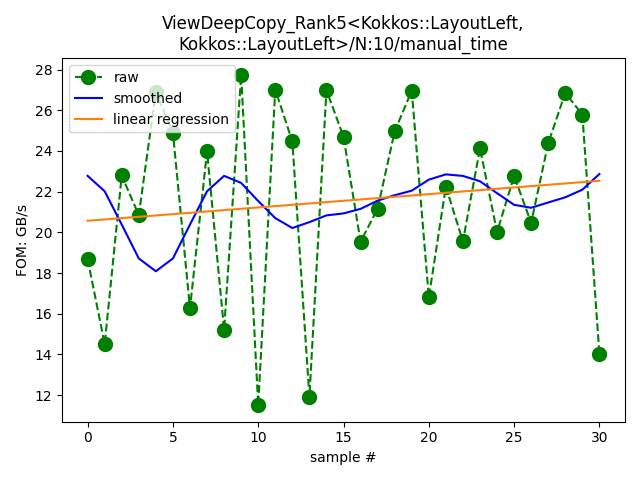 ViewDeepCopy_Rank5<Kokkos::LayoutLeft,
Kokkos::LayoutLeft>/N:10/manual_time
raw
smoothed
linear regression
FOM: GB/s
28
26
24
22
20
18
16
14
12
0 5 10 15 20 25 30
sample #